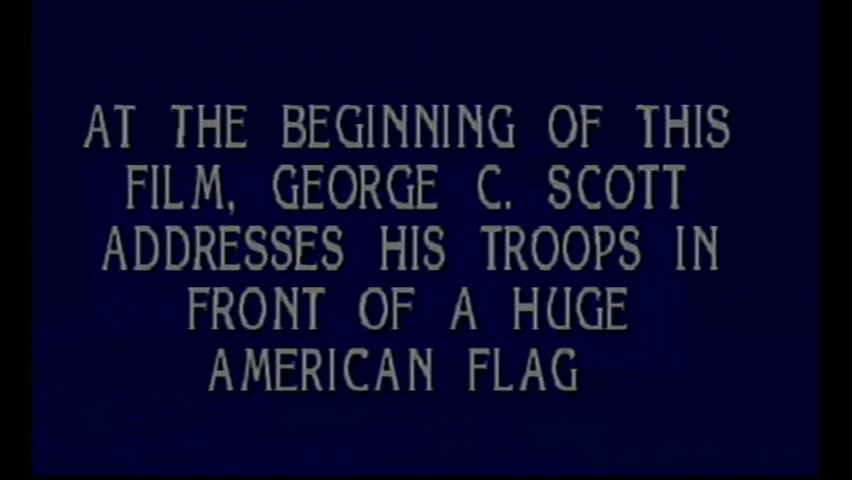 AT THE BEGINNING OF THIS
FILM, GEORGE C. SCOTT
ADDRESSES HIS TROOPS IN
FRONT OF A HUGE
AMERICAN FLAG